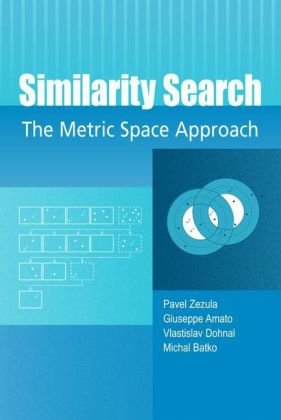 Similarity Search
The Metric Space Approach
Pavel Zezula
Giuseppe Amato
Vlastislav Dohnal
Michal Batko